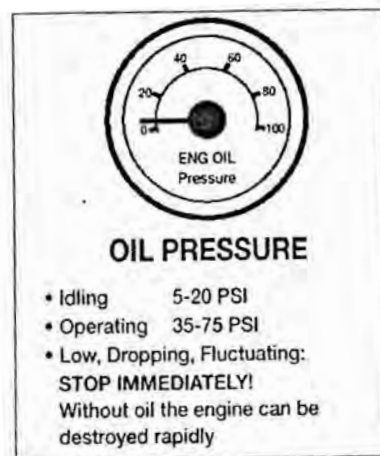 40 60
20 80
0 100
ENG OIL
Pressure
OIL PRESSURE
• Idling 5-20 PSI
• Operating 35-75 PSI
• Low, Dropping, Fluctuating:
STOP IMMEDIATELY!
Without oil the engine can be
destroyed rapidly